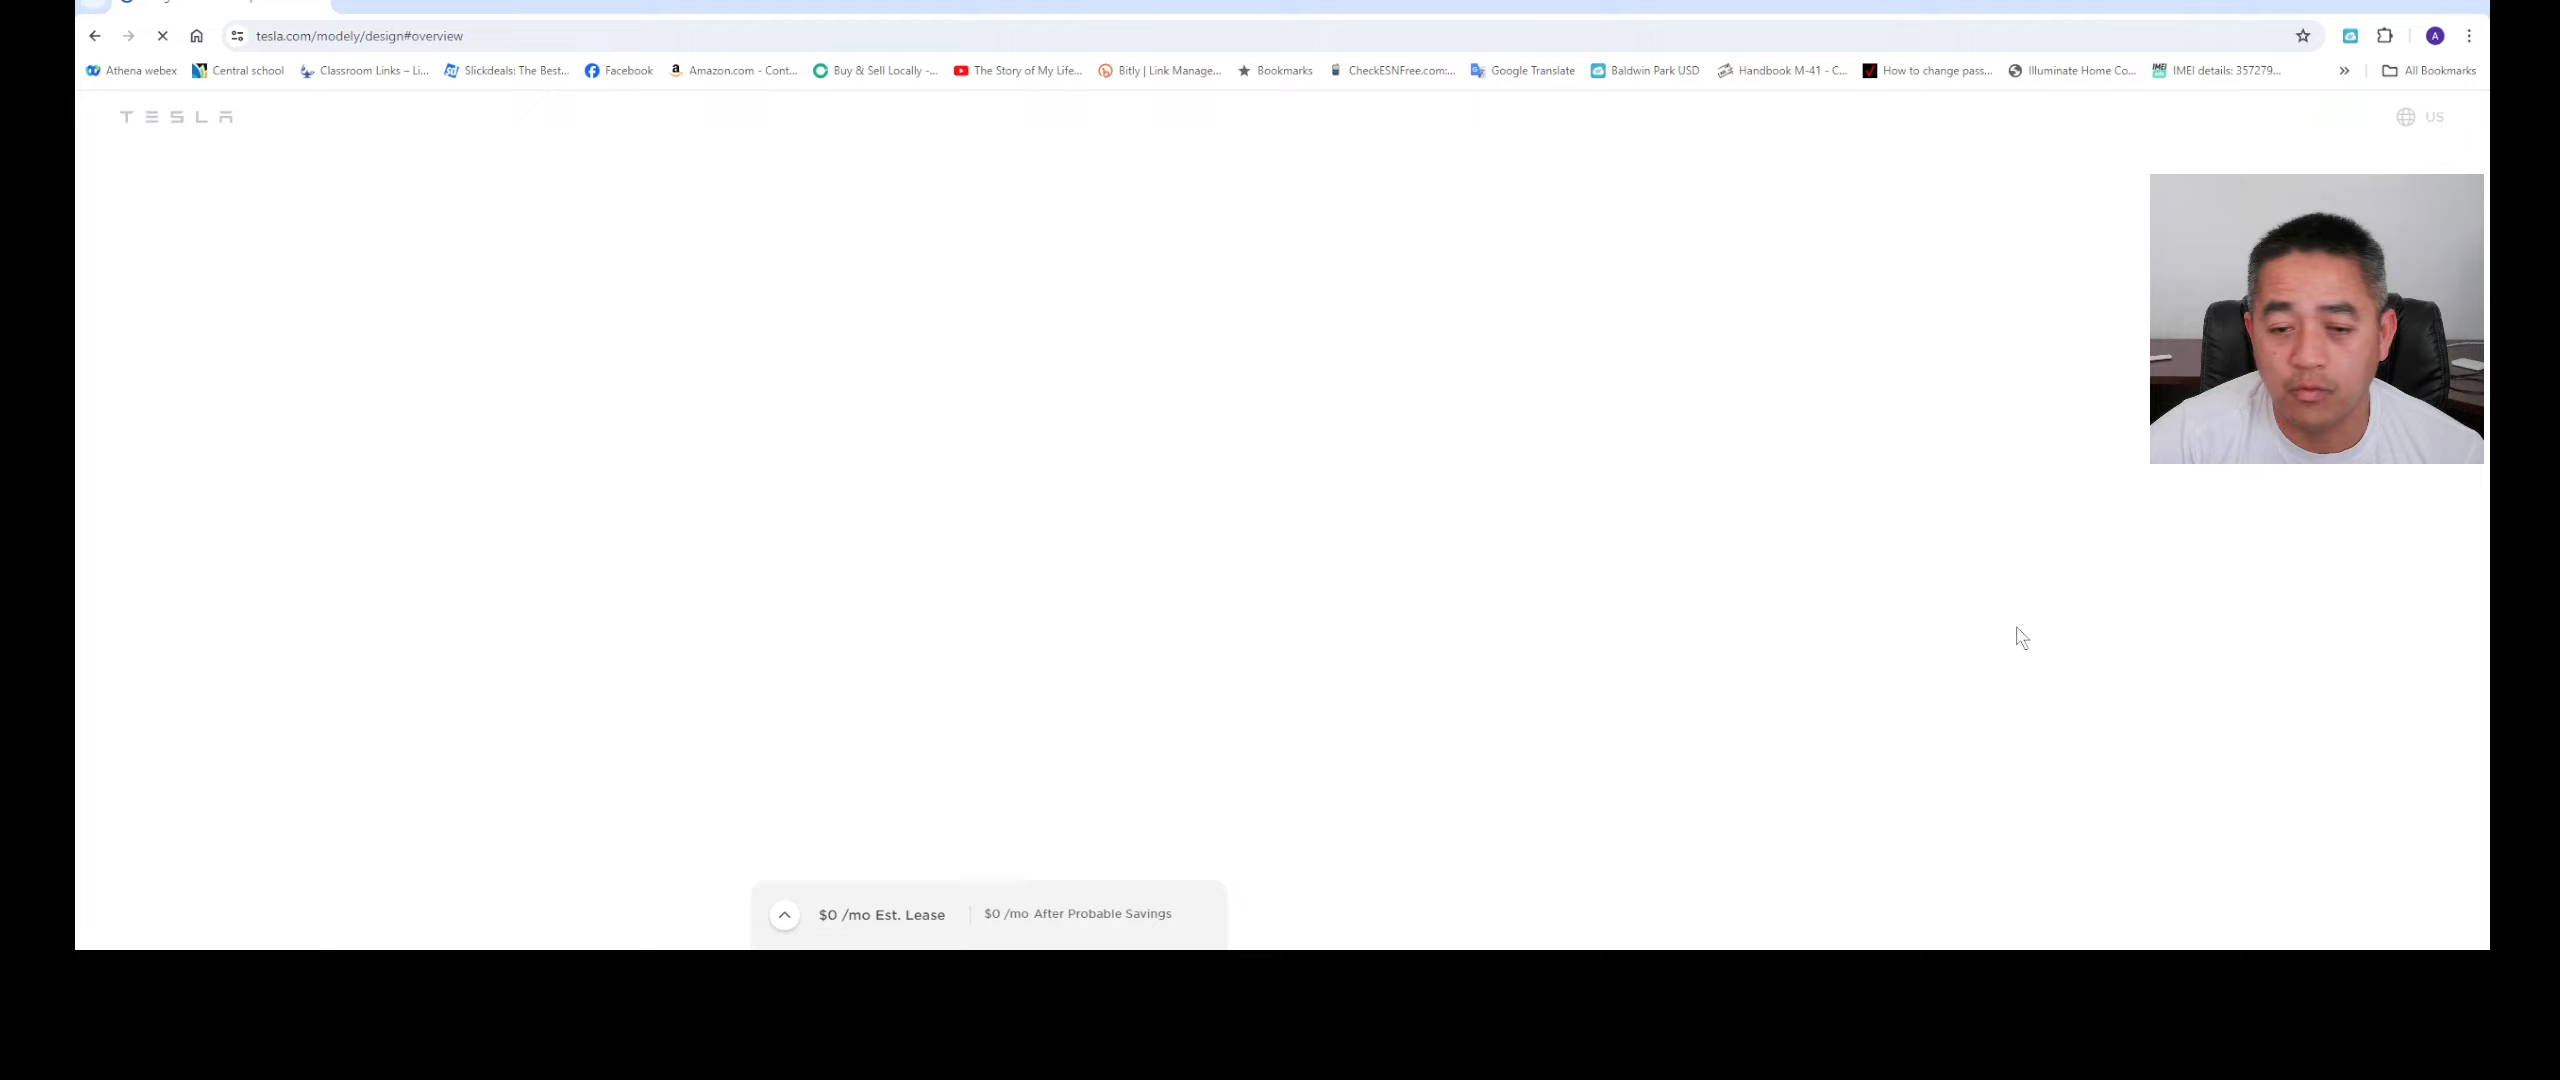 tesla.com/modely/design#overview
A
Athena webex
Central school
Classroom Links – Li...
Slickdeals: The Best...
Facebook
Amazon.com - Cont...
Buy & Sell Locally -...
The Story of My Life...
Bitly | Link Manage...
Bookmarks
CheckESNFree.com:...
Google Translate
Baldwin Park USD
Handbook M-41 - C...
How to change pass...
Illuminate Home Co...
IMEI details: 357279...
All Bookmarks
TESLA
US
$0 /mo Est. Lease
$0 /mo After Probable Savings